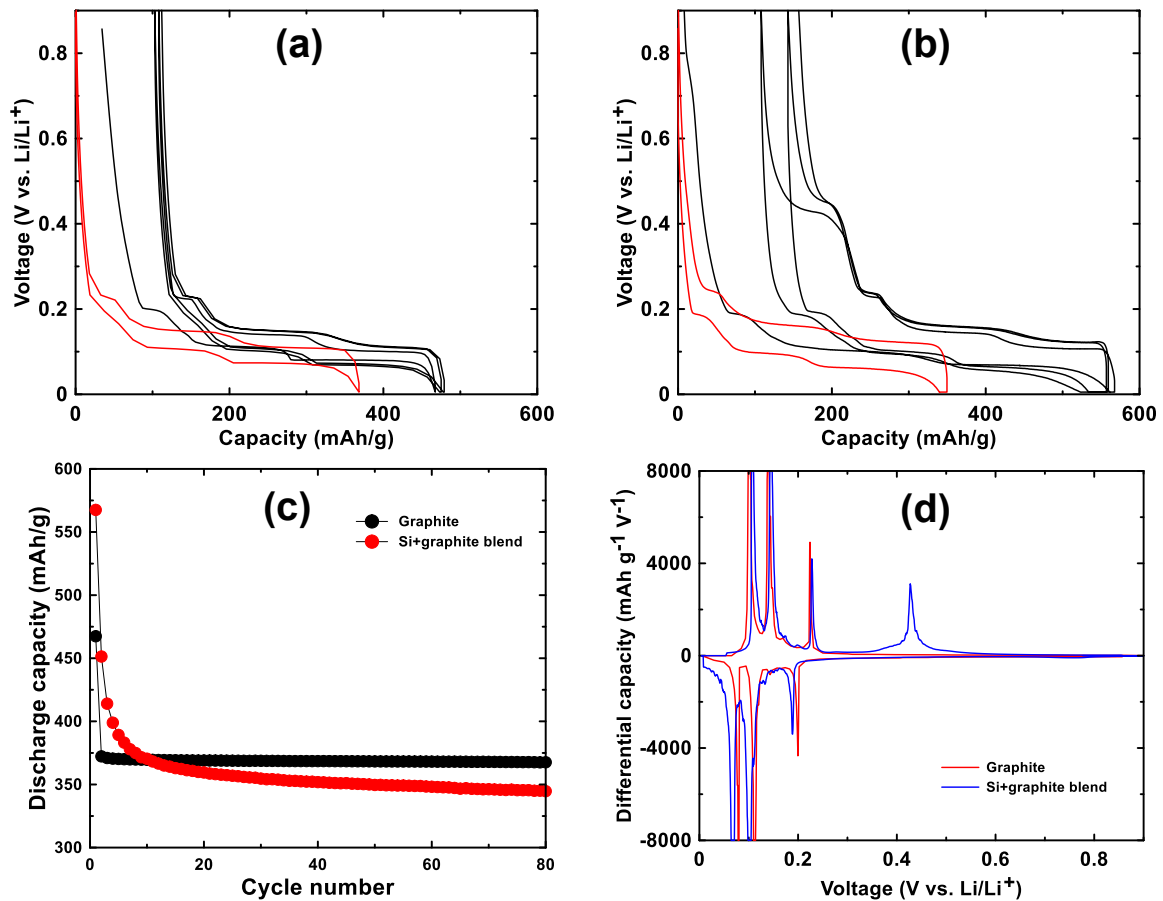 (a)
Voltage (V vs. Li/Li+)
0.8
0.6
0.4
0.2
0
0
200
400
600
Capacity (mAh/g)
(b)
Voltage (V vs. Li/Li+)
0.8
0.6
0.4
0.2
0
0
200
400
600
Capacity (mAh/g)
(c)
Discharge capacity (mAh/g)
600
550
500
450
400
350
300
Graphite
Si+graphite blend
0
20
40
60
80
Cycle number
(d)
Differential capacity (mAh g-1 V-1)
8000
4000
0
-4000
-8000
Graphite
Si+graphite blend
0
0.2
0.4
0.6
0.8
Voltage (V vs. Li/Li+)